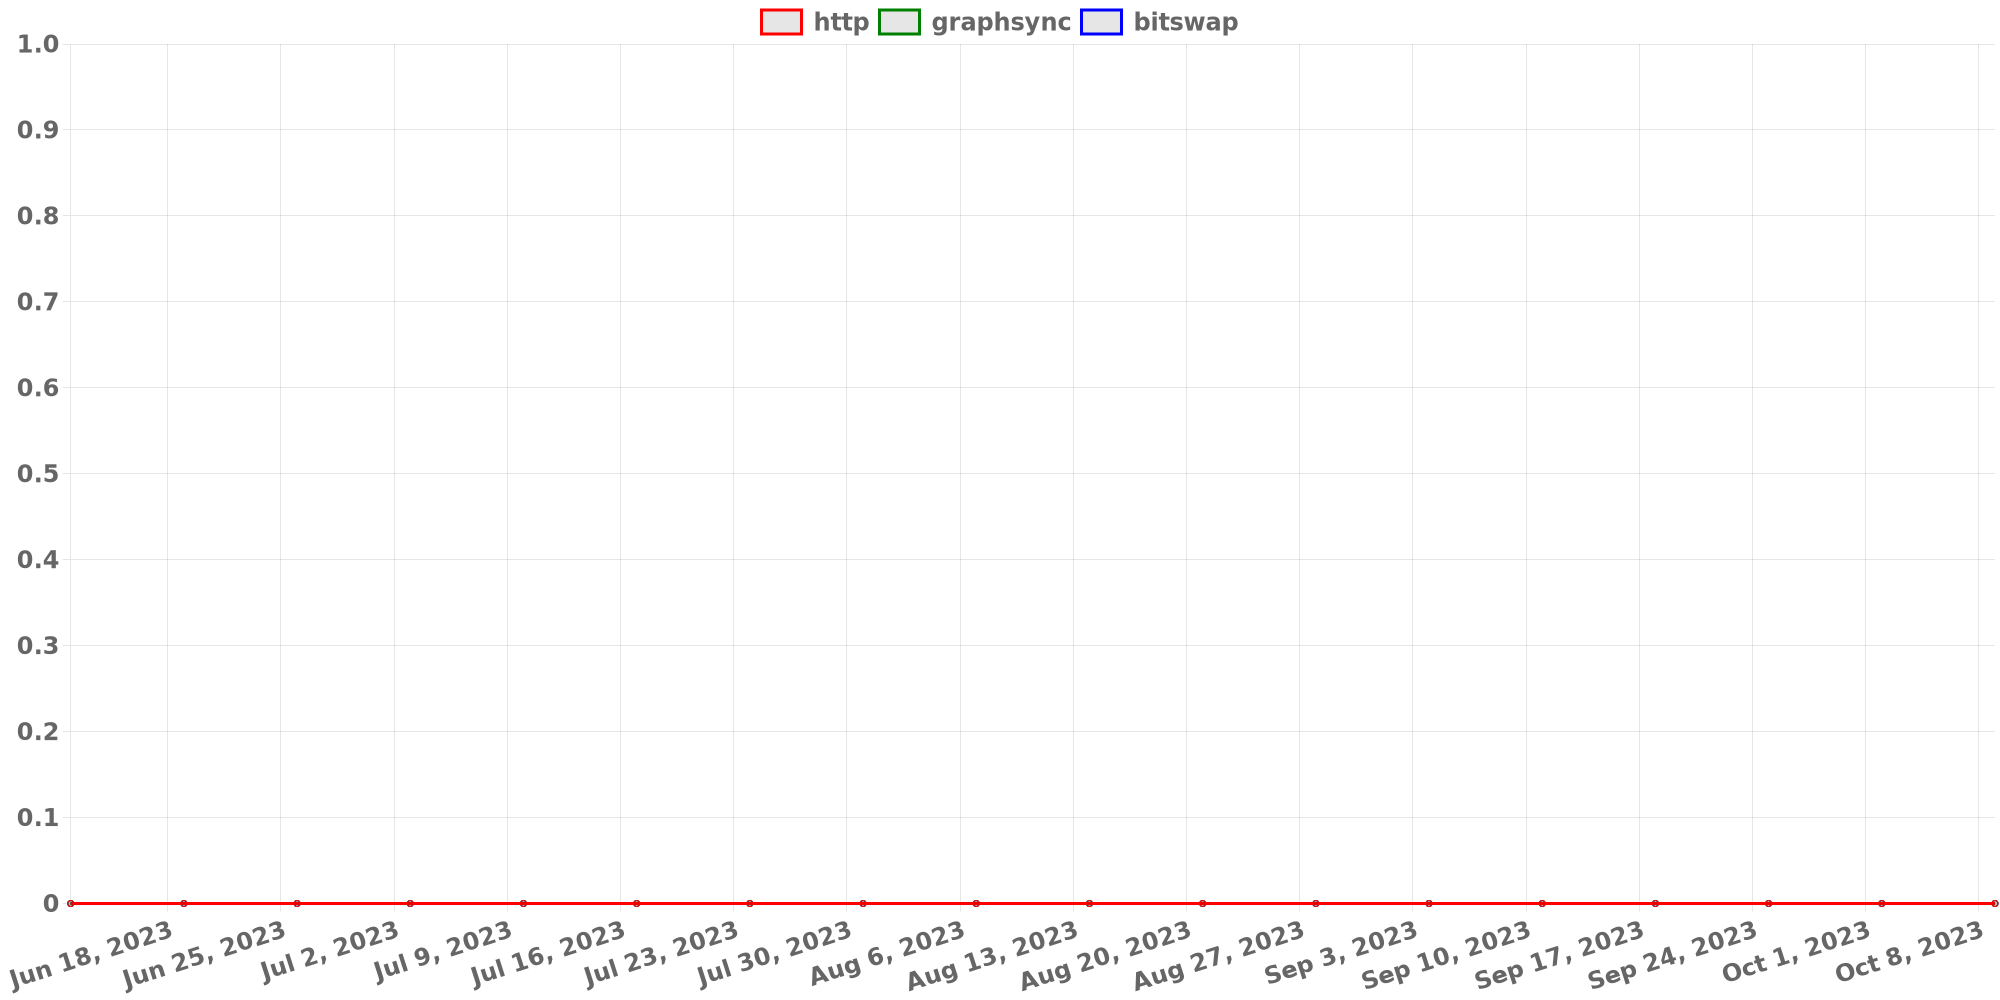 http graphsync bitswap
1.0
0.9
0.8
0.7
0.6
0.5
0.4
0.3
0.2
0.1
0
Jun 18, 2023
Jun 25, 2023
Jul 2, 2023
Jul 9, 2023
Jul 16, 2023
Jul 23, 2023
Jul 30, 2023
Aug 6, 2023
Aug 13, 2023
Aug 20, 2023
Aug 27, 2023
Sep 3, 2023
Sep 10, 2023
Sep 17, 2023
Sep 24, 2023
Oct 1, 2023
Oct 8, 2023